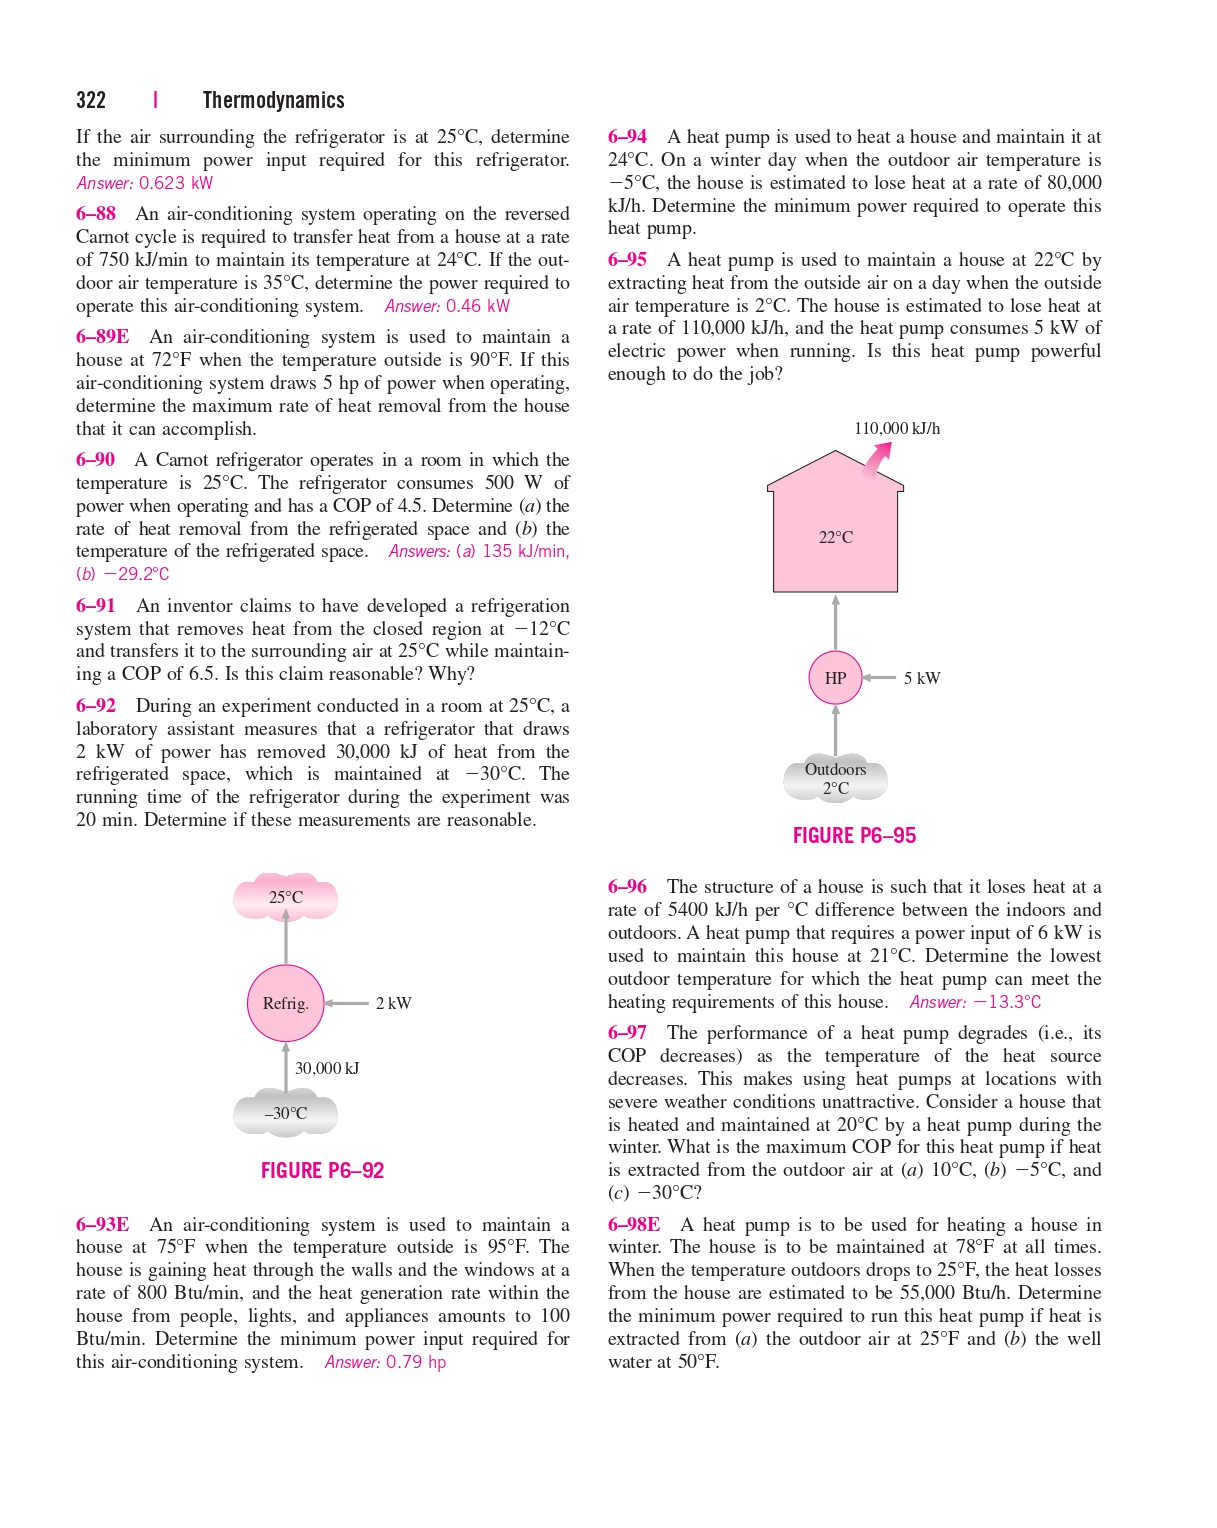 322 | Thermodynamics
If the air surrounding the refrigerator is at 25°C, determine
the minimum power input required for this refrigerator.
Answer: 0.623 kW
6–88 An air-conditioning system operating on the reversed
Carnot cycle is required to transfer heat from a house at a rate
of 750 kJ/min to maintain its temperature at 24°C. If the out-
door air temperature is 35°C, determine the power required to
operate this air-conditioning system. Answer: 0.46 kW
6–89E An air-conditioning system is used to maintain a
house at 72°F when the temperature outside is 90°F. If this
air-conditioning system draws 5 hp of power when operating,
determine the maximum rate of heat removal from the house
that it can accomplish.
6–90 A Carnot refrigerator operates in a room in which the
temperature is 25°C. The refrigerator consumes 500 W of
power when operating and has a COP of 4.5. Determine (a) the
rate of heat removal from the refrigerated space and (b) the
temperature of the refrigerated space. Answers: (a) 135 kJ/min,
(b) −29.2°C
6–91 An inventor claims to have developed a refrigeration
system that removes heat from the closed region at −12°C
and transfers it to the surrounding air at 25°C while maintain-
ing a COP of 6.5. Is this claim reasonable? Why?
6–92 During an experiment conducted in a room at 25°C, a
laboratory assistant measures that a refrigerator that draws
2 kW of power has removed 30,000 kJ of heat from the
refrigerated space, which is maintained at −30°C. The
running time of the refrigerator during the experiment was
20 min. Determine if these measurements are reasonable.
25°C
Refrig.
2 kW
30,000 kJ
–30°C
FIGURE P6–92
6–93E An air-conditioning system is used to maintain a
house at 75°F when the temperature outside is 95°F. The
house is gaining heat through the walls and the windows at a
rate of 800 Btu/min, and the heat generation rate within the
house from people, lights, and appliances amounts to 100
Btu/min. Determine the minimum power input required for
this air-conditioning system. Answer: 0.79 hp
6–94 A heat pump is used to heat a house and maintain it at
24°C. On a winter day when the outdoor air temperature is
−5°C, the house is estimated to lose heat at a rate of 80,000
kJ/h. Determine the minimum power required to operate this
heat pump.
6–95 A heat pump is used to maintain a house at 22°C by
extracting heat from the outside air on a day when the outside
air temperature is 2°C. The house is estimated to lose heat at
a rate of 110,000 kJ/h, and the heat pump consumes 5 kW of
electric power when running. Is this heat pump powerful
enough to do the job?
110,000 kJ/h
22°C
HP
5 kW
Outdoors
2°C
FIGURE P6–95
6–96 The structure of a house is such that it loses heat at a
rate of 5400 kJ/h per °C difference between the indoors and
outdoors. A heat pump that requires a power input of 6 kW is
used to maintain this house at 21°C. Determine the lowest
outdoor temperature for which the heat pump can meet the
heating requirements of this house. Answer: −13.3°C
6–97 The performance of a heat pump degrades (i.e., its
COP decreases) as the temperature of the heat source
decreases. This makes using heat pumps at locations with
severe weather conditions unattractive. Consider a house that
is heated and maintained at 20°C by a heat pump during the
winter. What is the maximum COP for this heat pump if heat
is extracted from the outdoor air at (a) 10°C, (b) −5°C, and
(c) −30°C?
6–98E A heat pump is to be used for heating a house in
winter. The house is to be maintained at 78°F at all times.
When the temperature outdoors drops to 25°F, the heat losses
from the house are estimated to be 55,000 Btu/h. Determine
the minimum power required to run this heat pump if heat is
extracted from (a) the outdoor air at 25°F and (b) the well
water at 50°F.